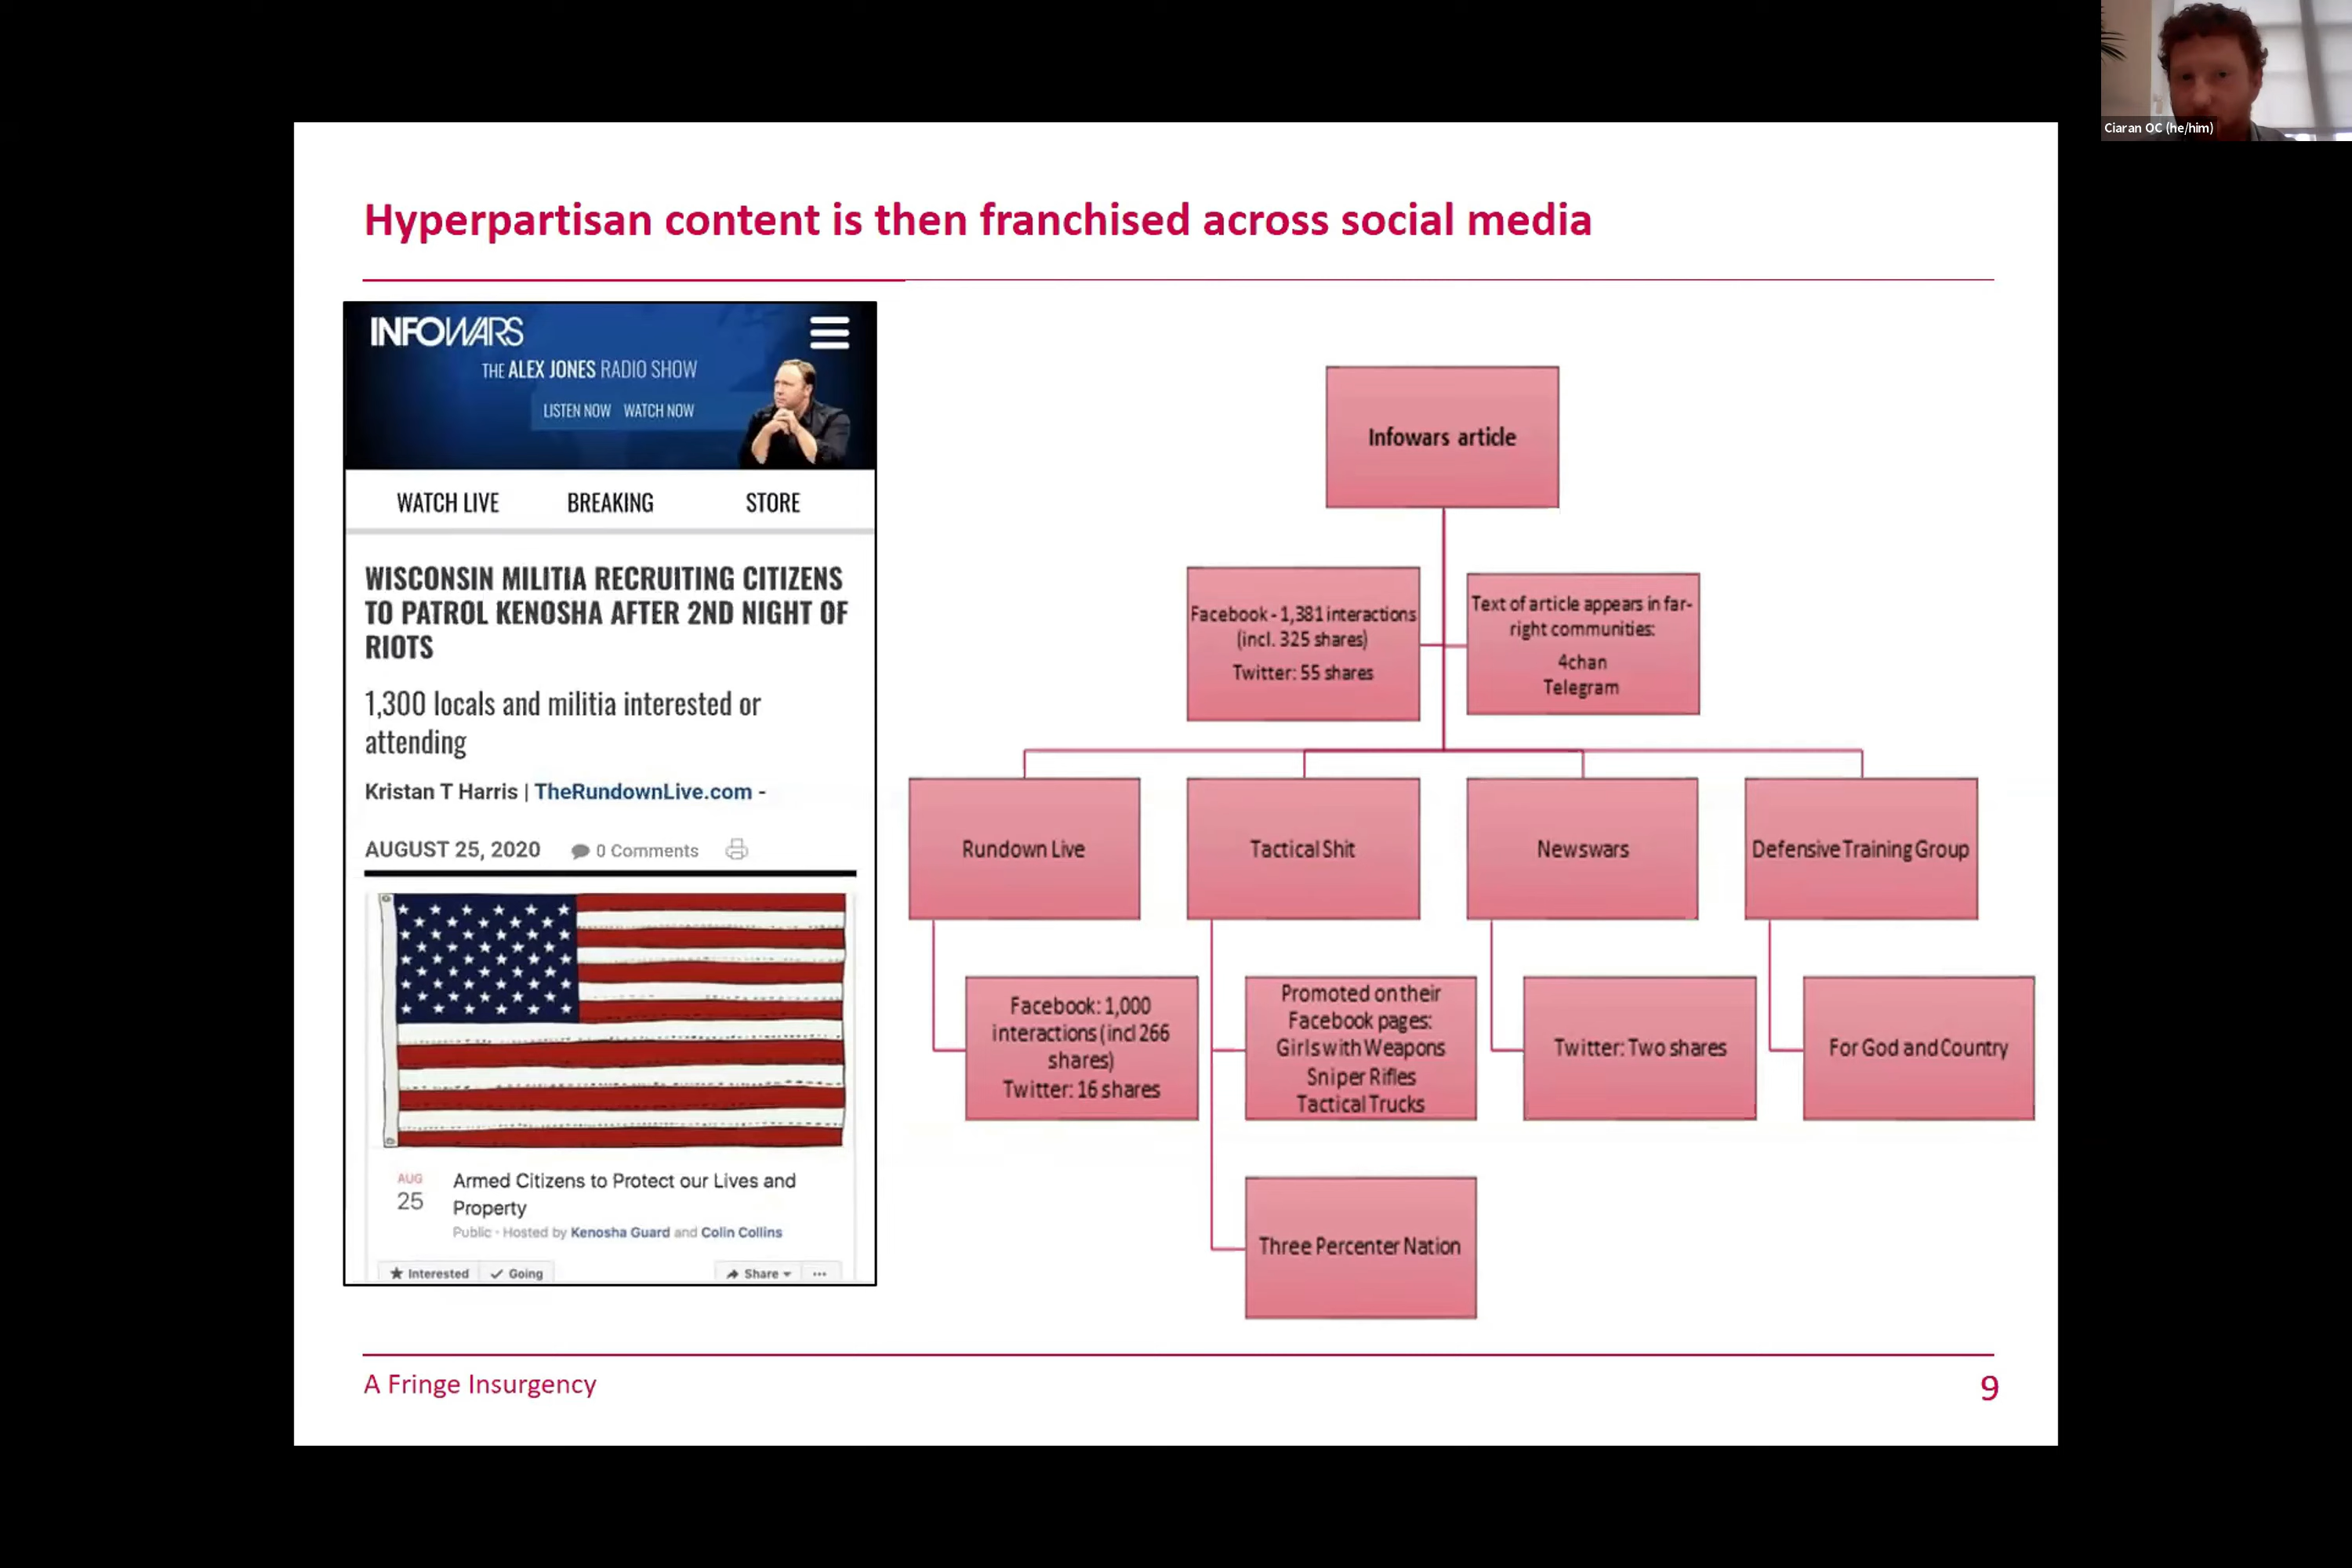 Ciaran OC (he/him)
Hyperpartisan content is then franchised across social media
INFOWARS
THE ALEX JONES RADIO SHOW
LISTEN NOW WATCH NOW
WATCH LIVE BREAKING STORE
WISCONSIN MILITIA RECRUITING CITIZENS
TO PATROL KENOSHA AFTER 2ND NIGHT OF
RIOTS
1,300 locals and militia interested or
attending
Kristan T Harris | TheRundownLive.com -
AUGUST 25, 2020 0 Comments
AUG
25
Armed Citizens to Protect our Lives and
Property
Public - Hosted by Kenosha Guard and Colin Collins
Interested Going Share ...
Infowars article
Facebook - 1,381 interactions
(incl. 325 shares)
Twitter: 55 shares
Text of article appears in far-
right communities:
4chan
Telegram
Rundown Live
Tactical Shit
Newswars
Defensive Training Group
Facebook: 1,000
interactions (incl 266
shares)
Twitter: 16 shares
Promoted on their
Facebook pages:
Girls with Weapons
Sniper Rifles
Tactical Trucks
Twitter: Two shares
For God and Country
Three Percenter Nation
A Fringe Insurgency
9